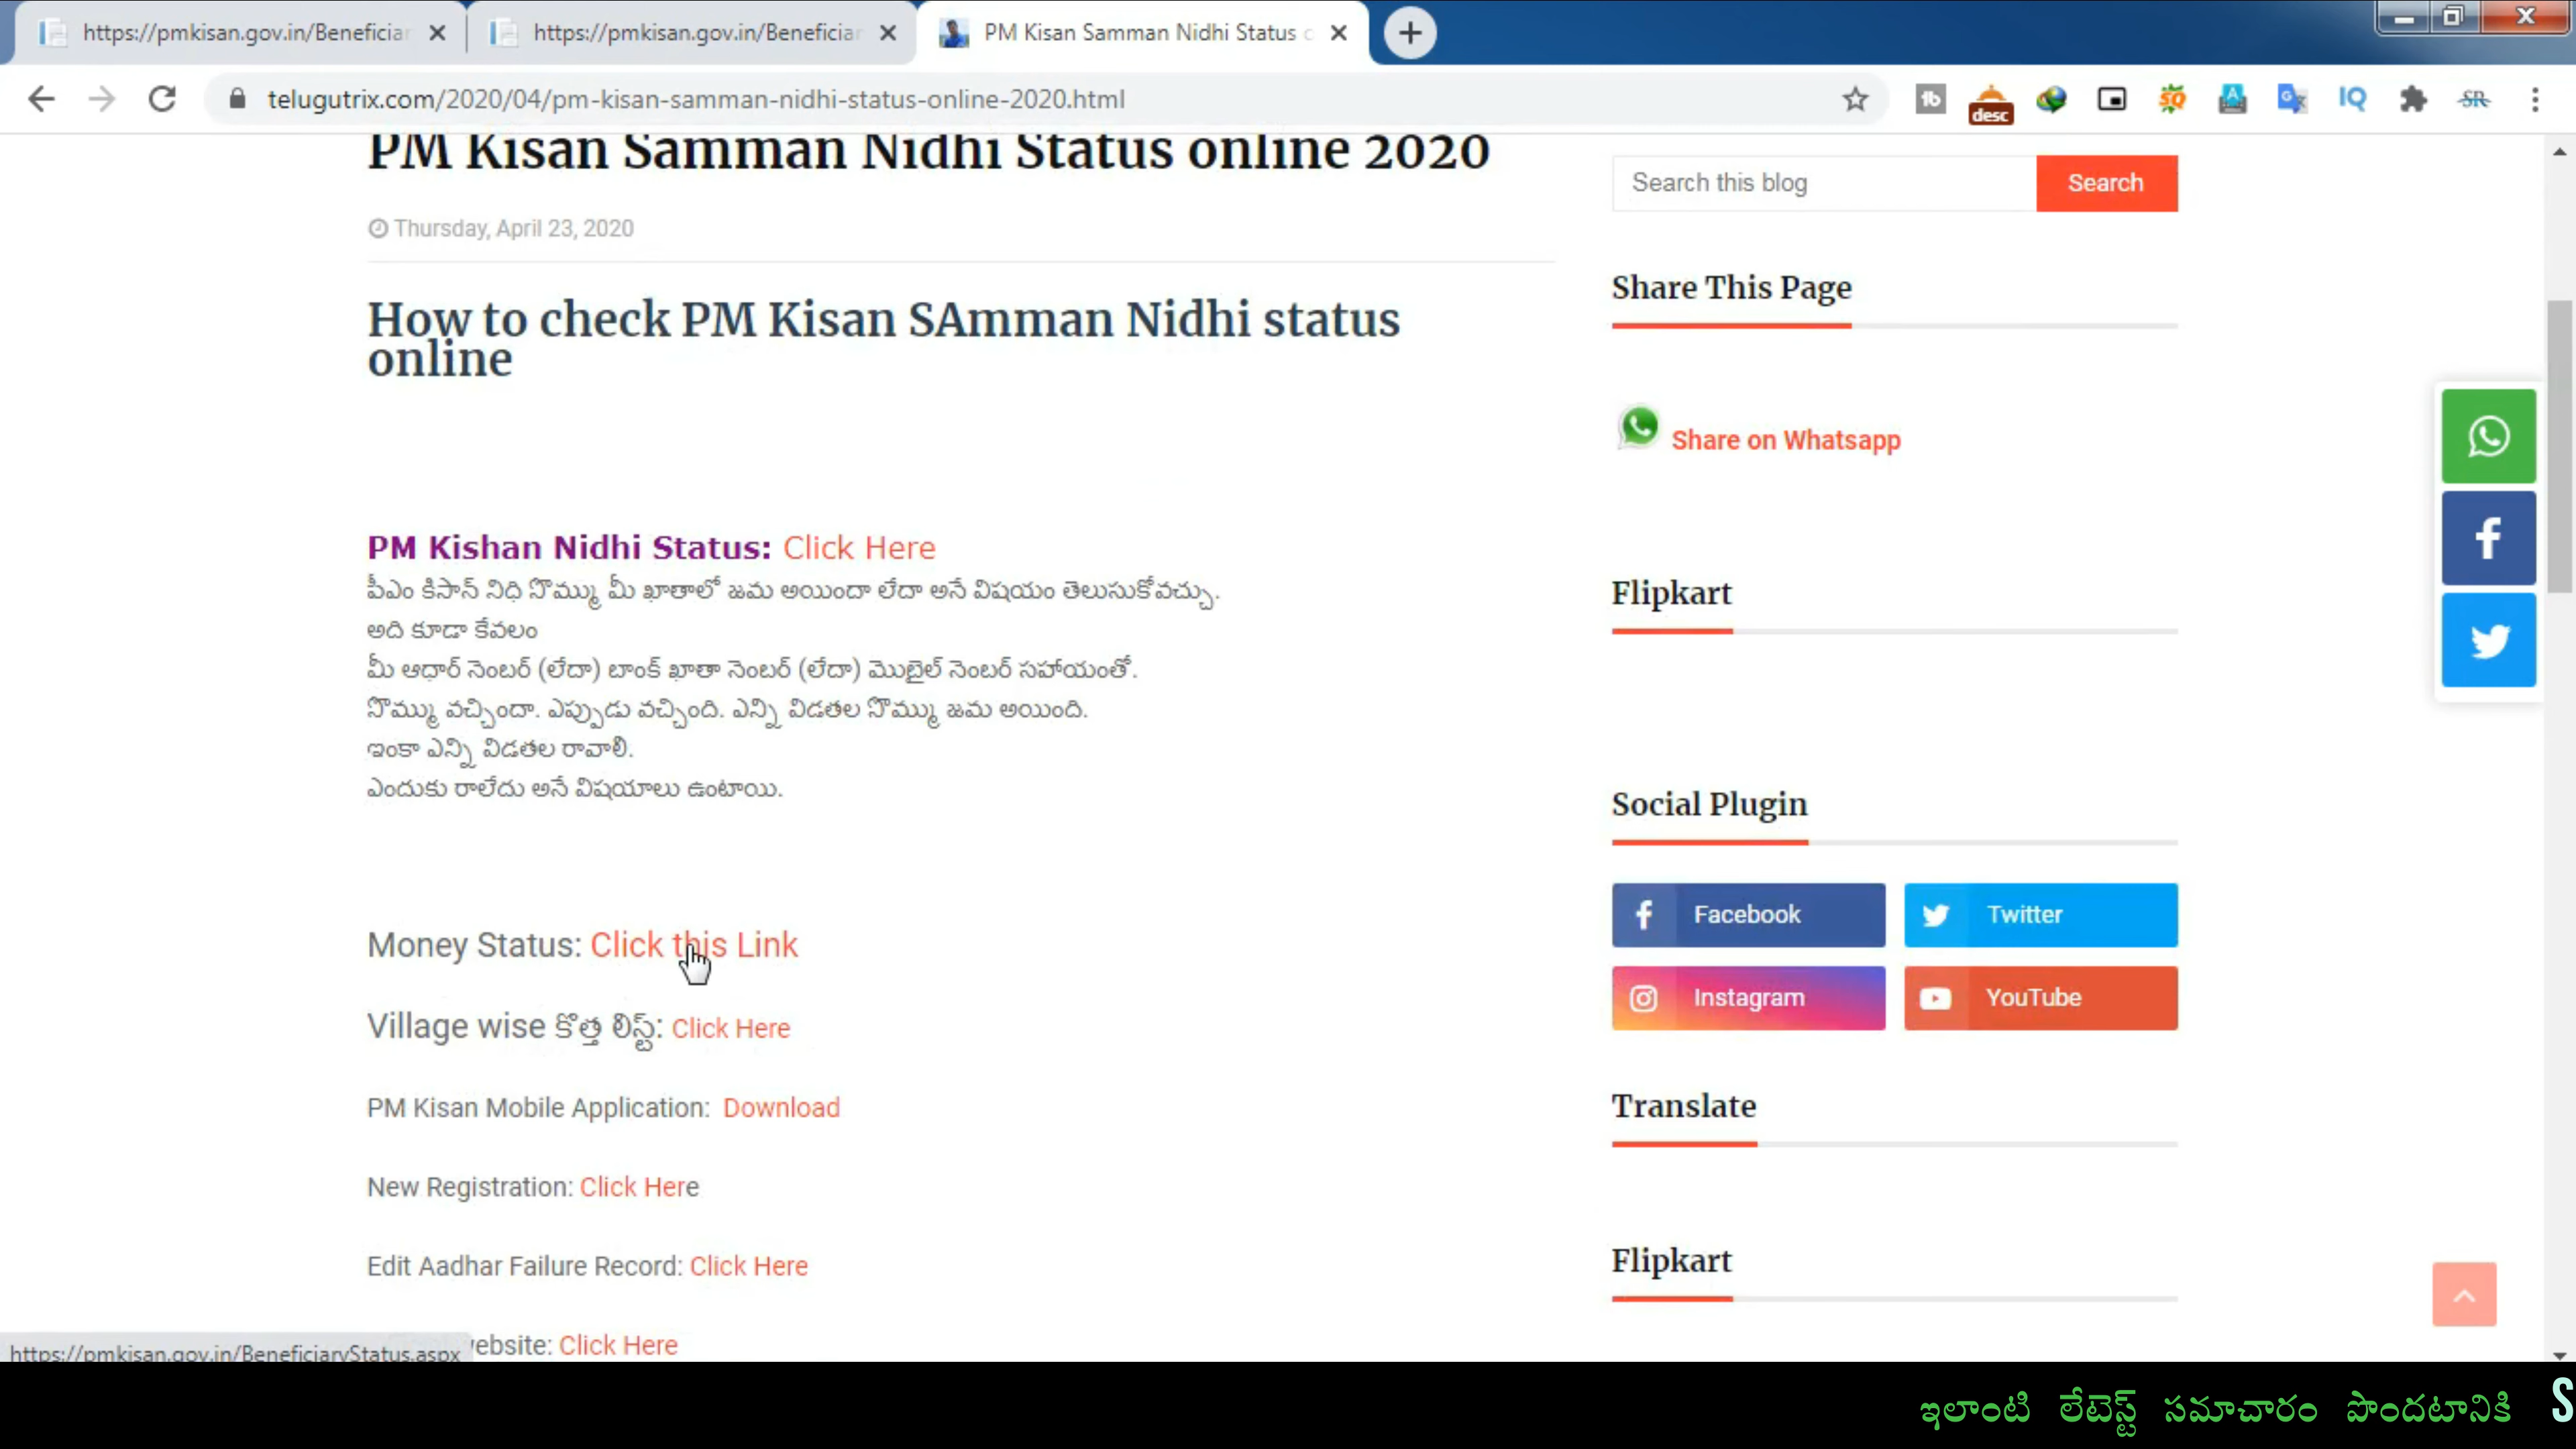 https://pmkisan.gov.in/Beneficiar
https://pmkisan.gov.in/Beneficiar
PM Kisan Samman Nidhi Status
telugutrix.com/2020/04/pm-kisan-samman-nidhi-status-online-2020.html
desc
PM Kisan Samman Nidhi Status online 2020
Thursday, April 23, 2020
How to check PM Kisan SAmman Nidhi status
online
PM Kishan Nidhi Status: Click Here
పీఎం కిసాన్ నిధి సొమ్ము మీ ఖాతాలో జమ అయిందా లేదా అనే విషయం తెలుసుకోవచ్చు.
అది కూడా కేవలం
మీ ఆధార్ నెంబర్ (లేదా) బాంక్ ఖాతా నెంబర్ (లేదా) మొబైల్ నెంబర్ సహాయంతో.
సొమ్ము వచ్చిందా. ఎప్పుడు వచ్చింది. ఎన్ని విడతల సొమ్ము జమ అయింది.
ఇంకా ఎన్ని విడతల రావాలి.
ఎందుకు రాలేదు అనే విషయాలు ఉంటాయి.
Money Status: Click this Link
Village wise కొత్త లిస్ట్: Click Here
PM Kisan Mobile Application: Download
New Registration: Click Here
Edit Aadhar Failure Record: Click Here
ebsite: Click Here
https://pmkisan.gov.in/BeneficiaryStatus.aspx
Search this blog
Search
Share This Page
Share on Whatsapp
Flipkart
Social Plugin
Facebook
Twitter
Instagram
YouTube
Translate
Flipkart
ఇలాంటి లేటెస్ట్ సమాచారం పొందటానికి S